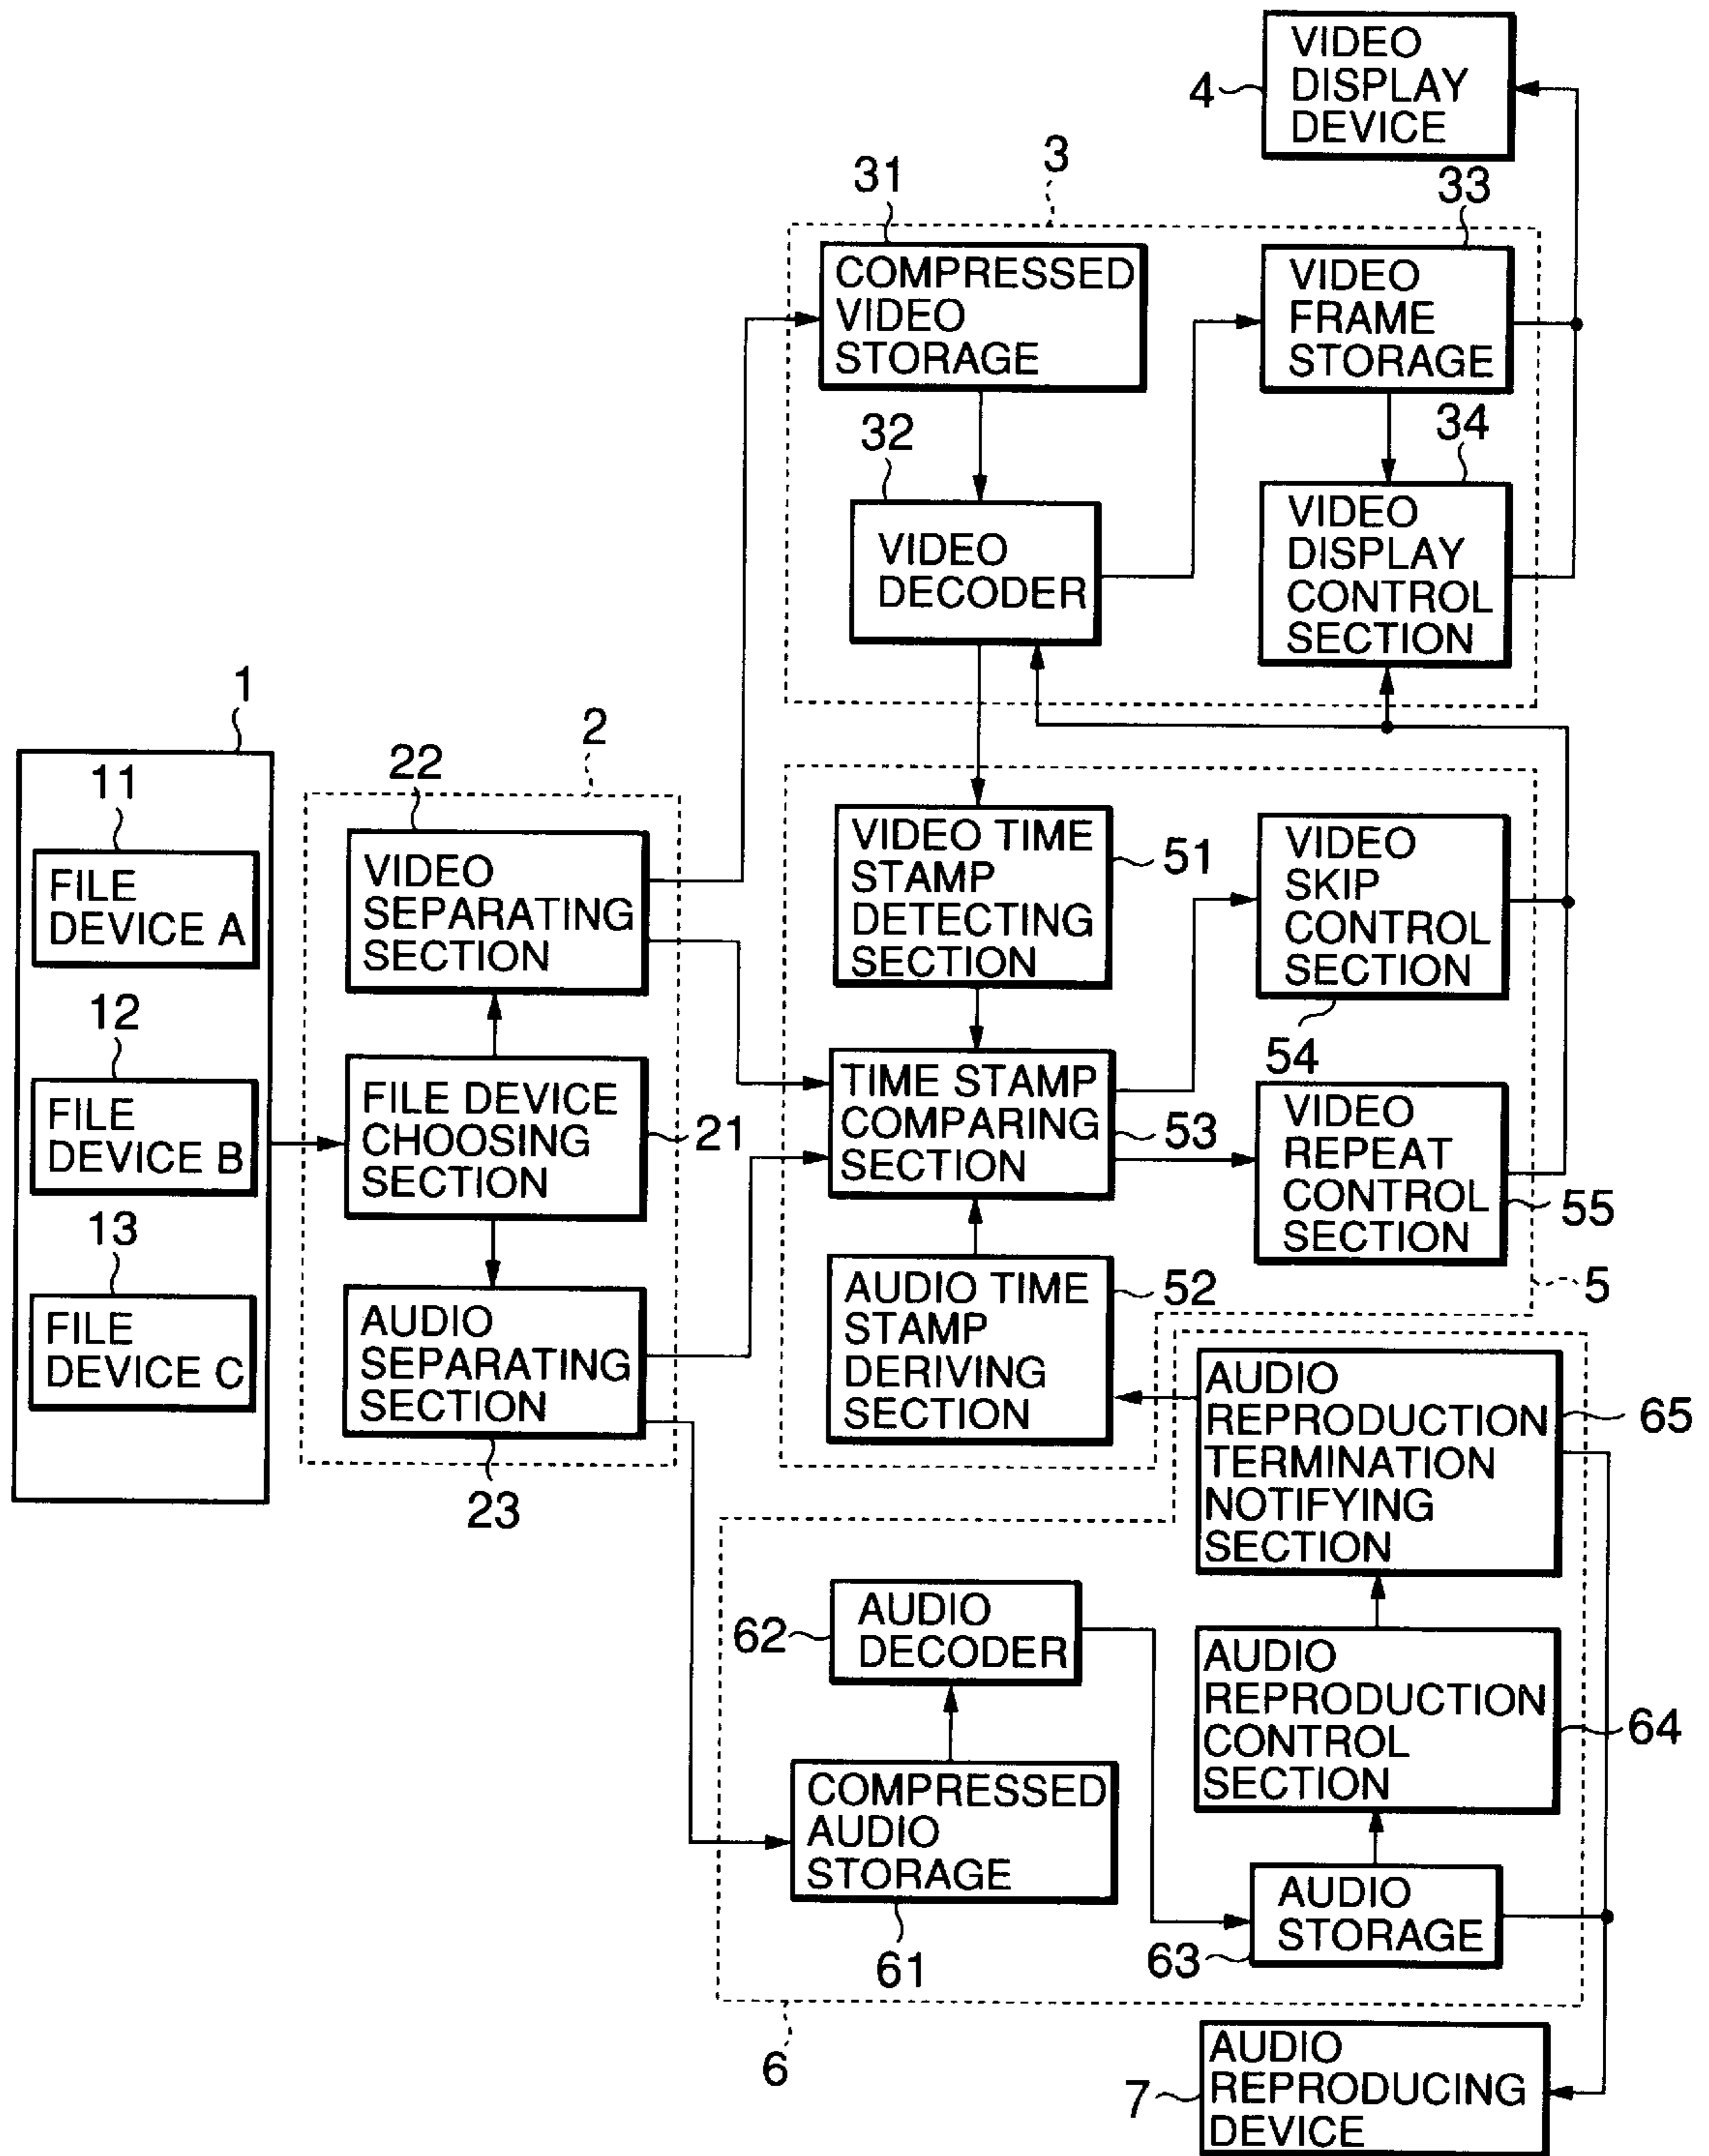 VIDEO
DISPLAY
DEVICE
4
3
31
33
COMPRESSED
VIDEO
STORAGE
VIDEO
FRAME
STORAGE
32
34
VIDEO
DECODER
VIDEO
DISPLAY
CONTROL
SECTION
1
2
11
FILE
DEVICE A
12
FILE
DEVICE B
13
FILE
DEVICE C
22
VIDEO
SEPARATING
SECTION
FILE DEVICE
CHOOSING
SECTION
21
AUDIO
SEPARATING
SECTION
23
VIDEO TIME
STAMP
DETECTING
SECTION
51
VIDEO
SKIP
CONTROL
SECTION
54
TIME STAMP
COMPARING
SECTION
53
VIDEO
REPEAT
CONTROL
SECTION
55
AUDIO TIME
STAMP
DERIVING
SECTION
52
5
AUDIO
REPRODUCTION
TERMINATION
NOTIFYING
SECTION
65
62
AUDIO
DECODER
AUDIO
REPRODUCTION
CONTROL
SECTION
64
COMPRESSED
AUDIO
STORAGE
61
AUDIO
STORAGE
63
6
7
AUDIO
REPRODUCING
DEVICE